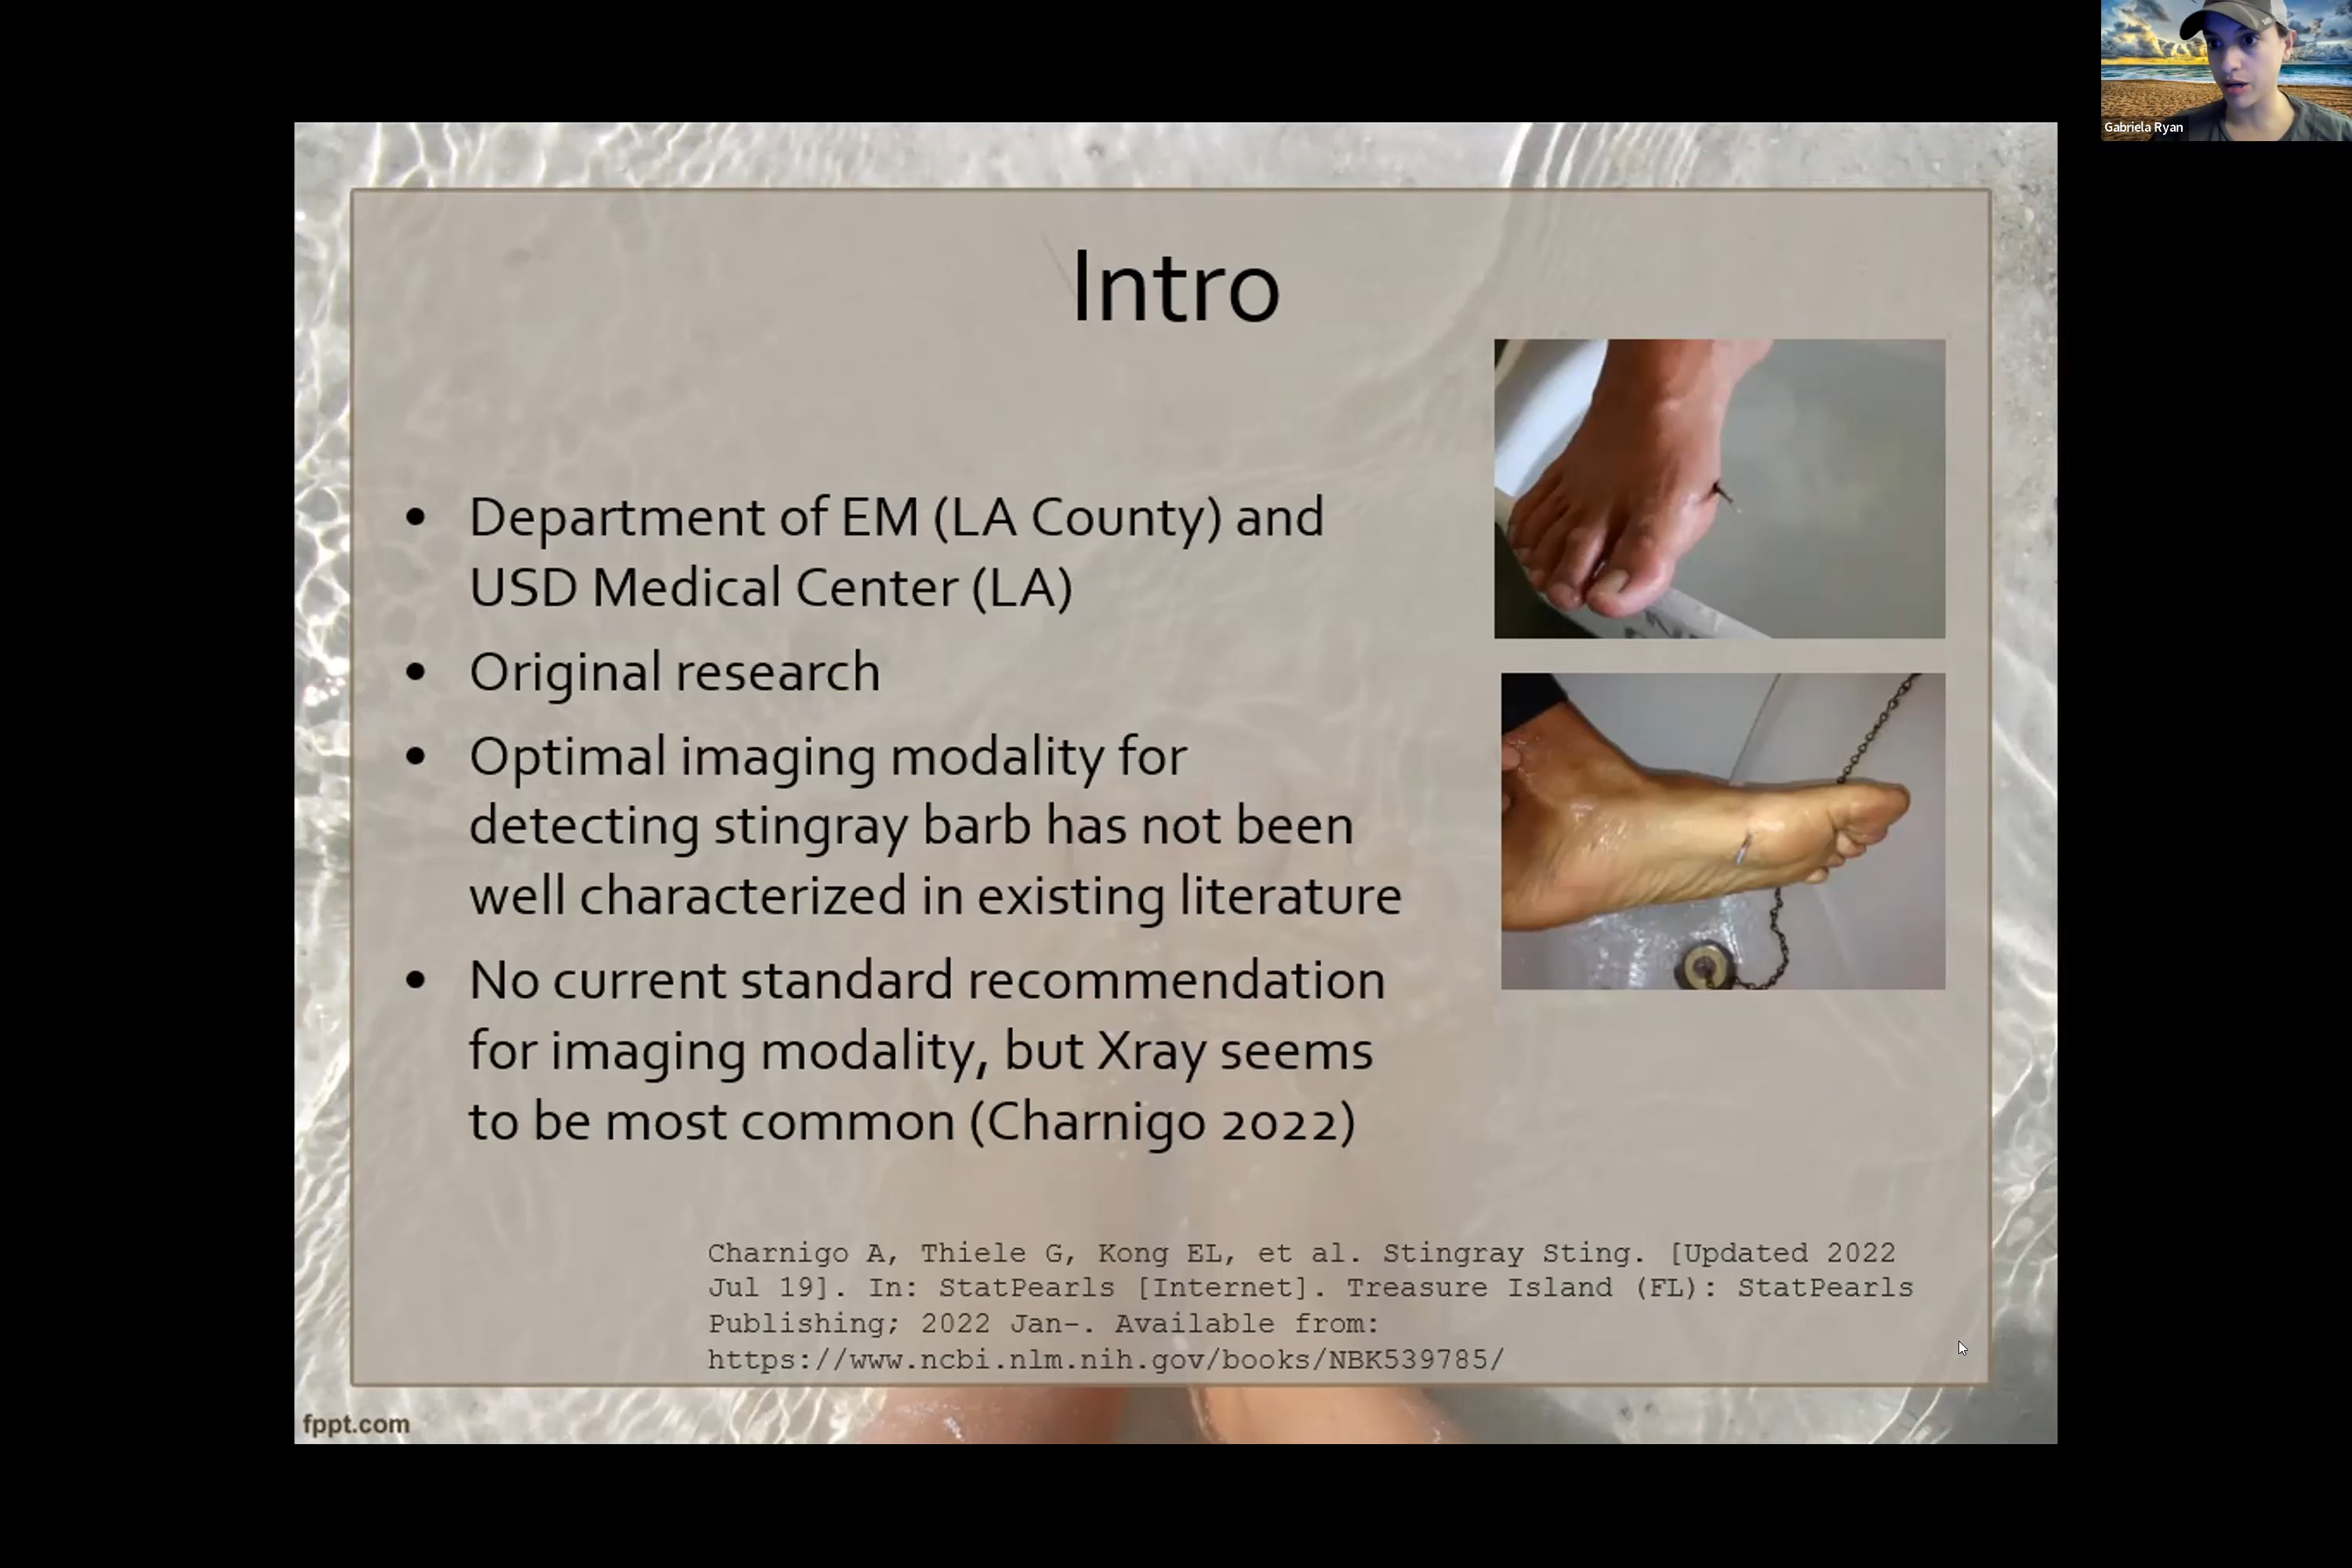 Gabriela Ryan
Intro
• Department of EM (LA County) and
USD Medical Center (LA)
• Original research
• Optimal imaging modality for
detecting stingray barb has not been
well characterized in existing literature
• No current standard recommendation
for imaging modality, but Xray seems
to be most common (Charnigo 2022)
Charnigo A, Thiele G, Kong EL, et al. Stingray Sting. [Updated 2022
Jul 19]. In: StatPearls [Internet]. Treasure Island (FL): StatPearls
Publishing; 2022 Jan-. Available from:
https://www.ncbi.nlm.nih.gov/books/NBK539785/
fppt.com